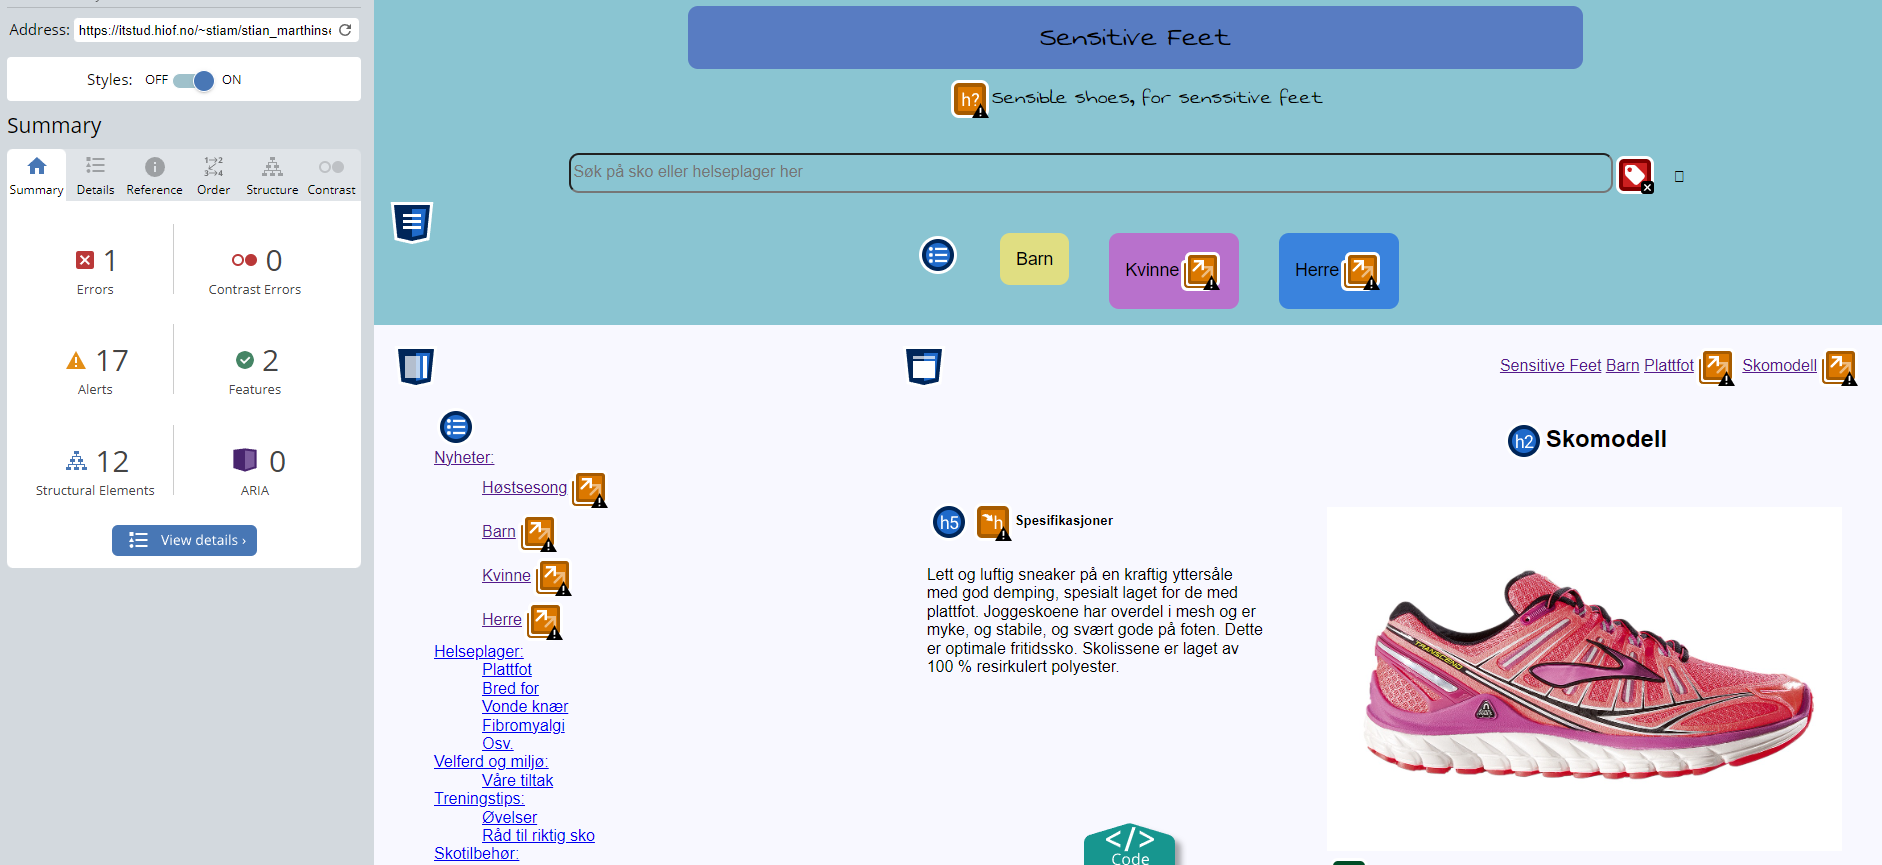 Address: https://itstud.hiof.no/~stiam/stian_marthins
Styles: OFF ON
Summary
Summary Details Reference Order Structure Contrast
1 Errors
0 Contrast Errors
17 Alerts
2 Features
12 Structural Elements
0 ARIA
View details ›
Sensitive Feet
h? Sensible shoes, for senssitive feet
Søk på sko eller helseplager her
Barn
Kvinne
Herre
Sensitive Feet Barn Plattfot Skomodell
Nyheter:
Høstsesong
Barn
Kvinne
Herre
Helseplager:
Plattfot
Bred for
Vonde knær
Fibromyalgi
Osv.
Velferd og miljø:
Våre tiltak
Treningstips:
Øvelser
Råd til riktig sko
Skotilbehør:
h2 Skomodell
h5 h Spesifikasjoner
Lett og luftig sneaker på en kraftig yttersåle
med god demping, spesialt laget for de med
plattfot. Joggeskoene har overdel i mesh og er
myke, og stabile, og svært gode på foten. Dette
er optimale fritidssko. Skolissene er laget av
100 % resirkulert polyester.
TRANSCEND
</> Code